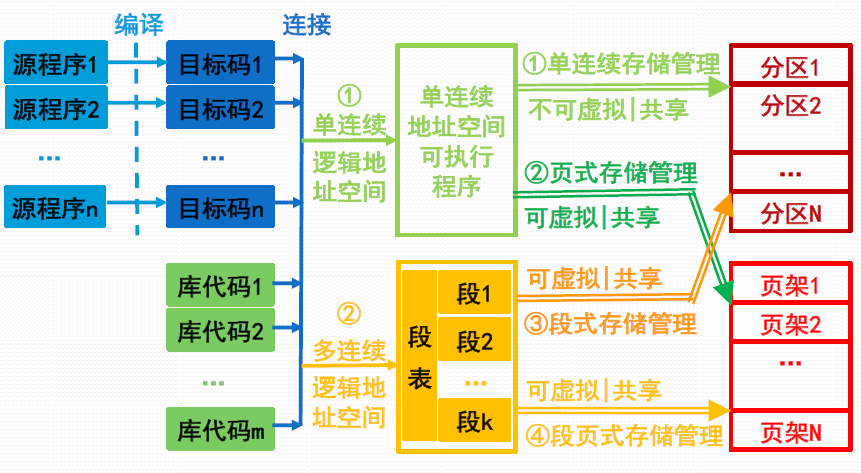 编译
连接
源程序1
目标码1
源程序2
目标码2
...
...
源程序n
目标码n
库代码1
库代码2
...
库代码m
①
单连续
逻辑地
址空间
②
多连续
逻辑地
址空间
单连续
地址空间
可执行
程序
段表
段1
段2
...
段k
①单连续存储管理
不可虚拟|共享
②页式存储管理
可虚拟|共享
可虚拟|共享
③段式存储管理
可虚拟|共享
④段页式存储管理
分区1
分区2
...
分区N
页架1
页架2
...
页架N